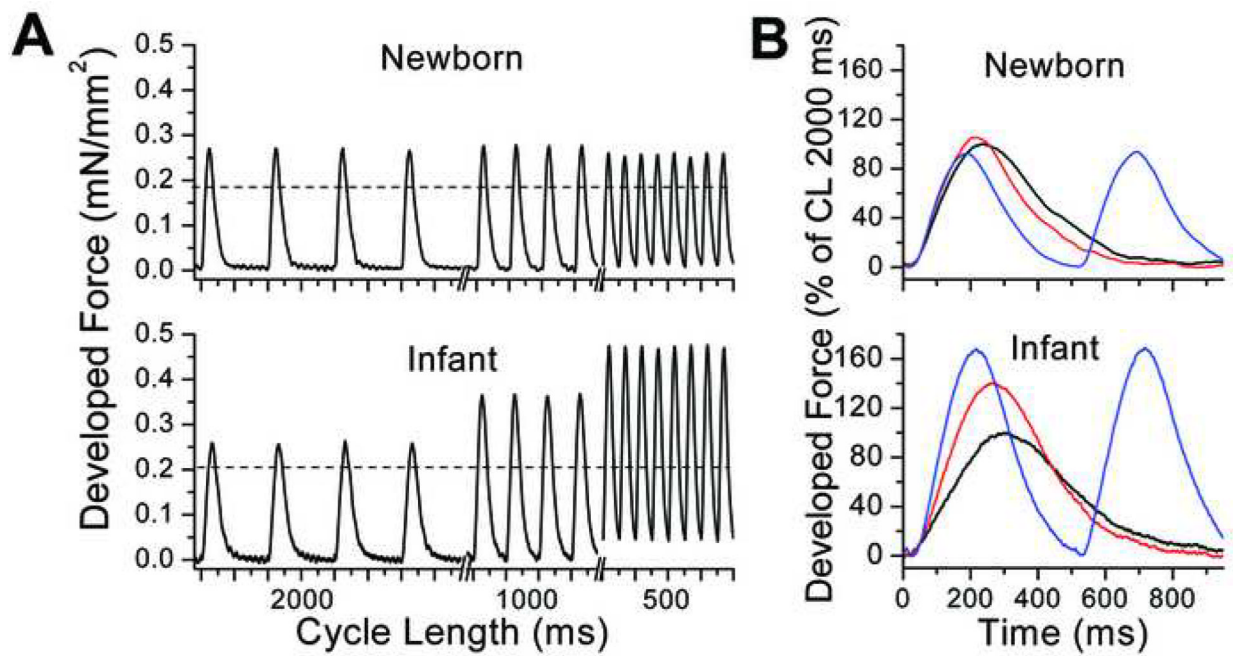 A
B
Developed Force (mN/mm²)
Newborn
0.5
0.4
0.3
0.2
0.1
0.0
Infant
0.5
0.4
0.3
0.2
0.1
0.0
2000 1000 500
Cycle Length (ms)
Developed Force (% of CL 2000 ms)
Newborn
160
120
80
40
0
Infant
160
120
80
40
0
0 200 400 600 800
Time (ms)